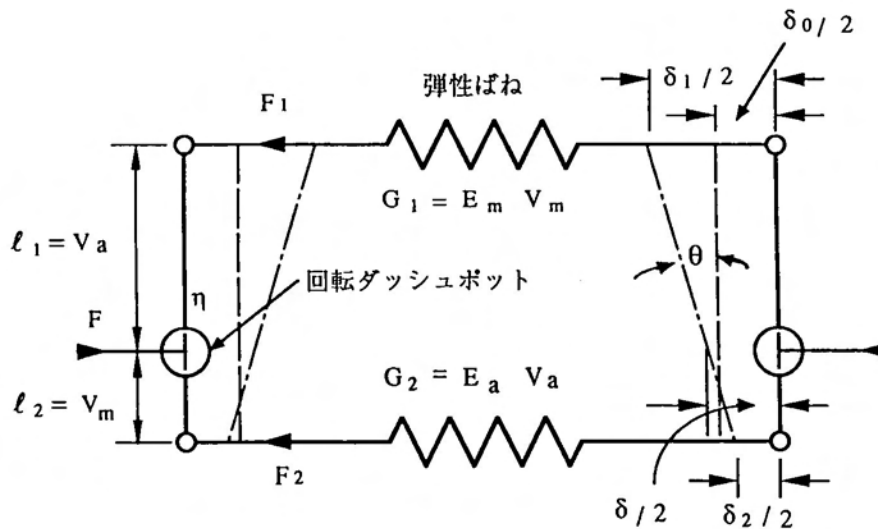 δ₀/2
δ₁/2
弾性ばね
F₁
G₁ = Eₘ Vₘ
ℓ₁ = Vₐ
θ
η
回転ダッシュポット
F
G₂ = Eₐ Vₐ
ℓ₂ = Vₘ
F₂
δ/2
δ₂/2